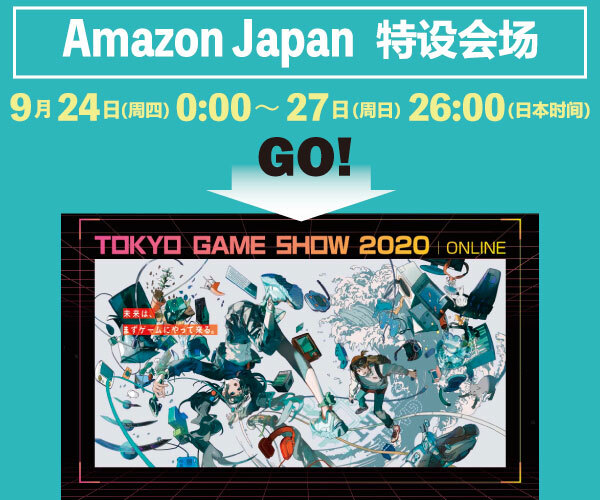 Amazon Japan 特设会场
9月24日(周四) 0:00～27日(周日) 26:00(日本时间)
GO!
TOKYO GAME SHOW 2020 | ONLINE
未来は、
まずゲームにやって来る。